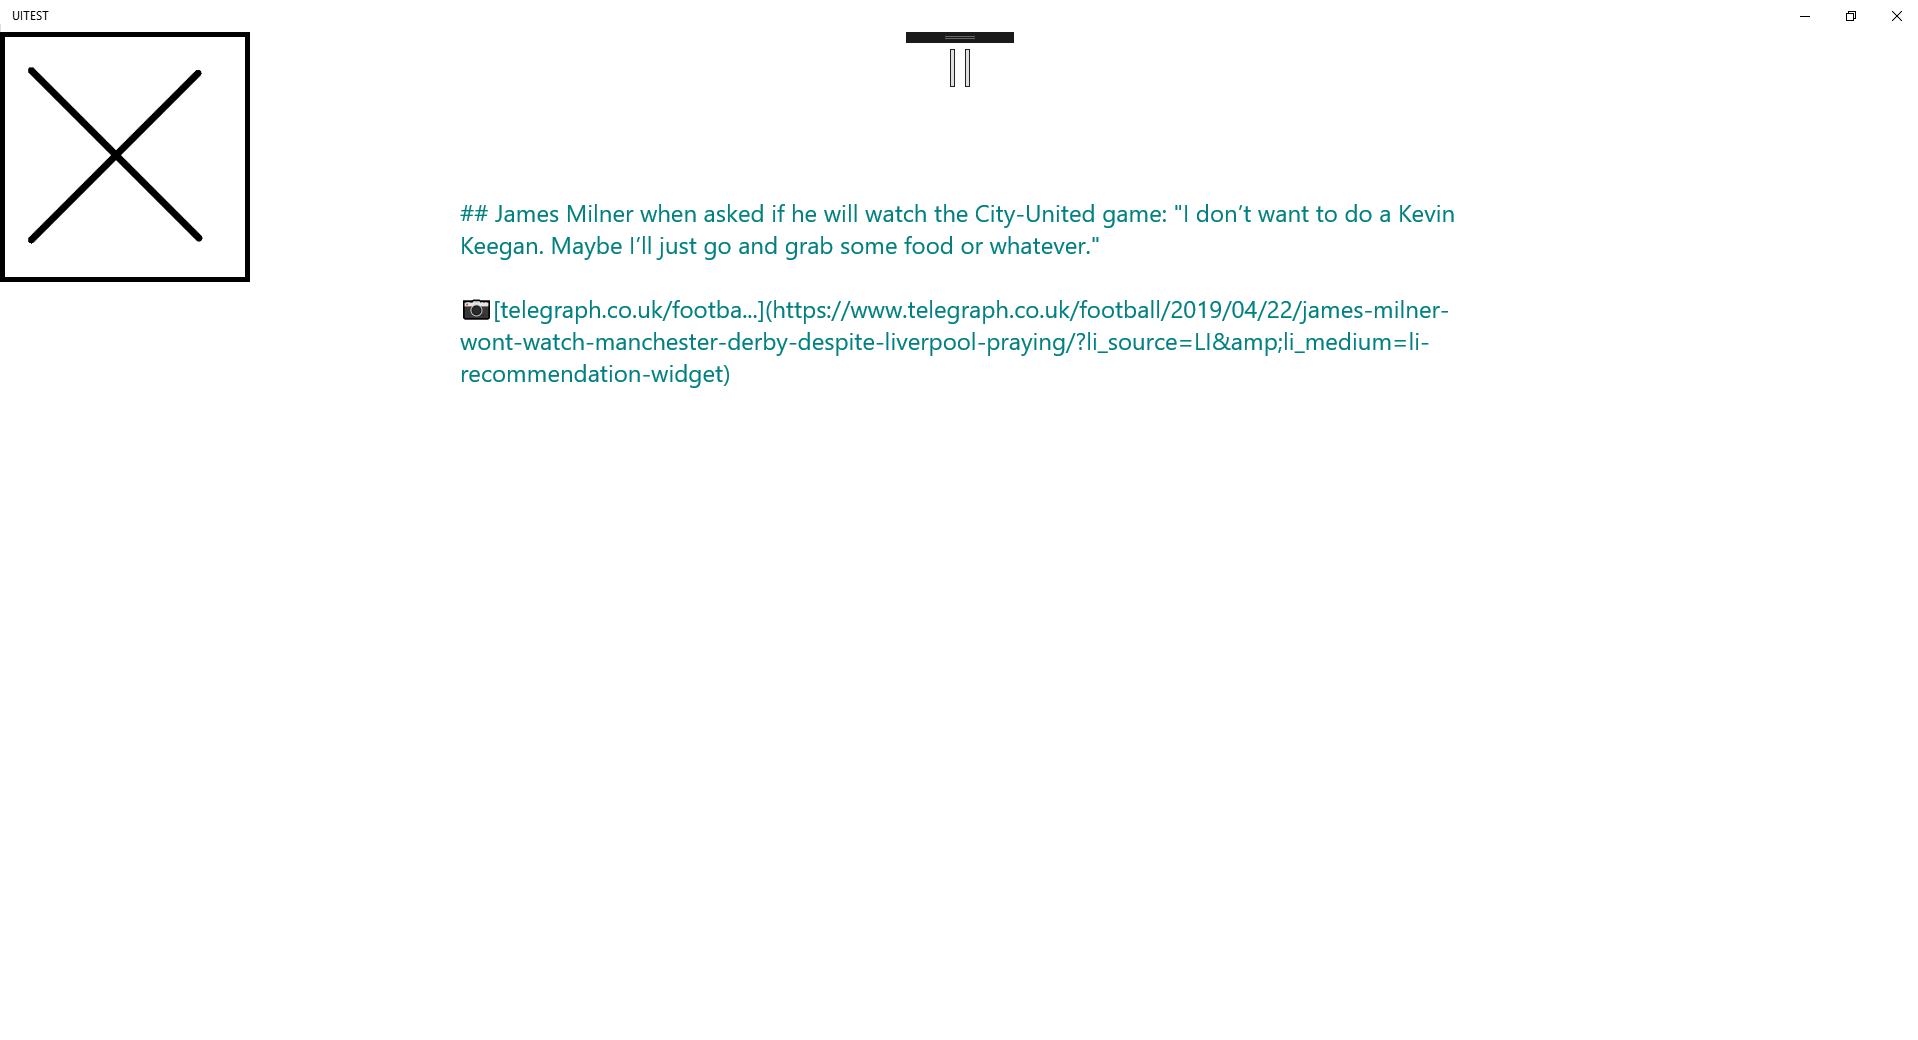 UITEST
## James Milner when asked if he will watch the City-United game: "I don’t want to do a Kevin
Keegan. Maybe I’ll just go and grab some food or whatever."
📷[telegraph.co.uk/footba...](https://www.telegraph.co.uk/football/2019/04/22/james-milner-
wont-watch-manchester-derby-despite-liverpool-praying/?li_source=LI&amp;li_medium=li-
recommendation-widget)